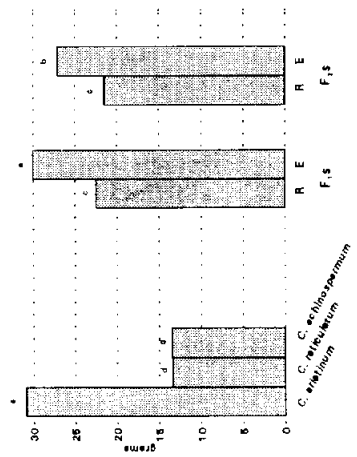 grams
30
25
20
15
10
5
0
a
d
d
c
a
c
b
C. arietinum
C. reticulatum
C. echinospermum
R E
R E
F₁s
F₂s